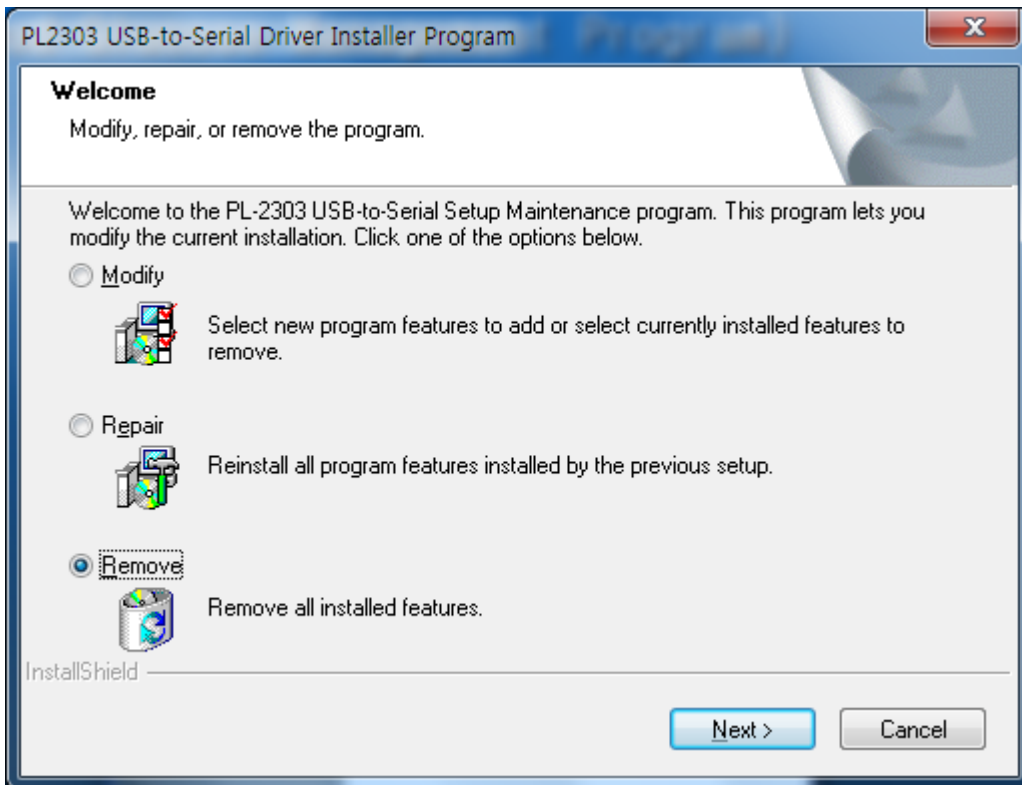 PL2303 USB-to-Serial Driver Installer Program
Welcome
Modify, repair, or remove the program.
Welcome to the PL-2303 USB-to-Serial Setup Maintenance program. This program lets you
modify the current installation. Click one of the options below.
Modify
Select new program features to add or select currently installed features to
remove.
Repair
Reinstall all program features installed by the previous setup.
Remove
Remove all installed features.
InstallShield
Next >
Cancel